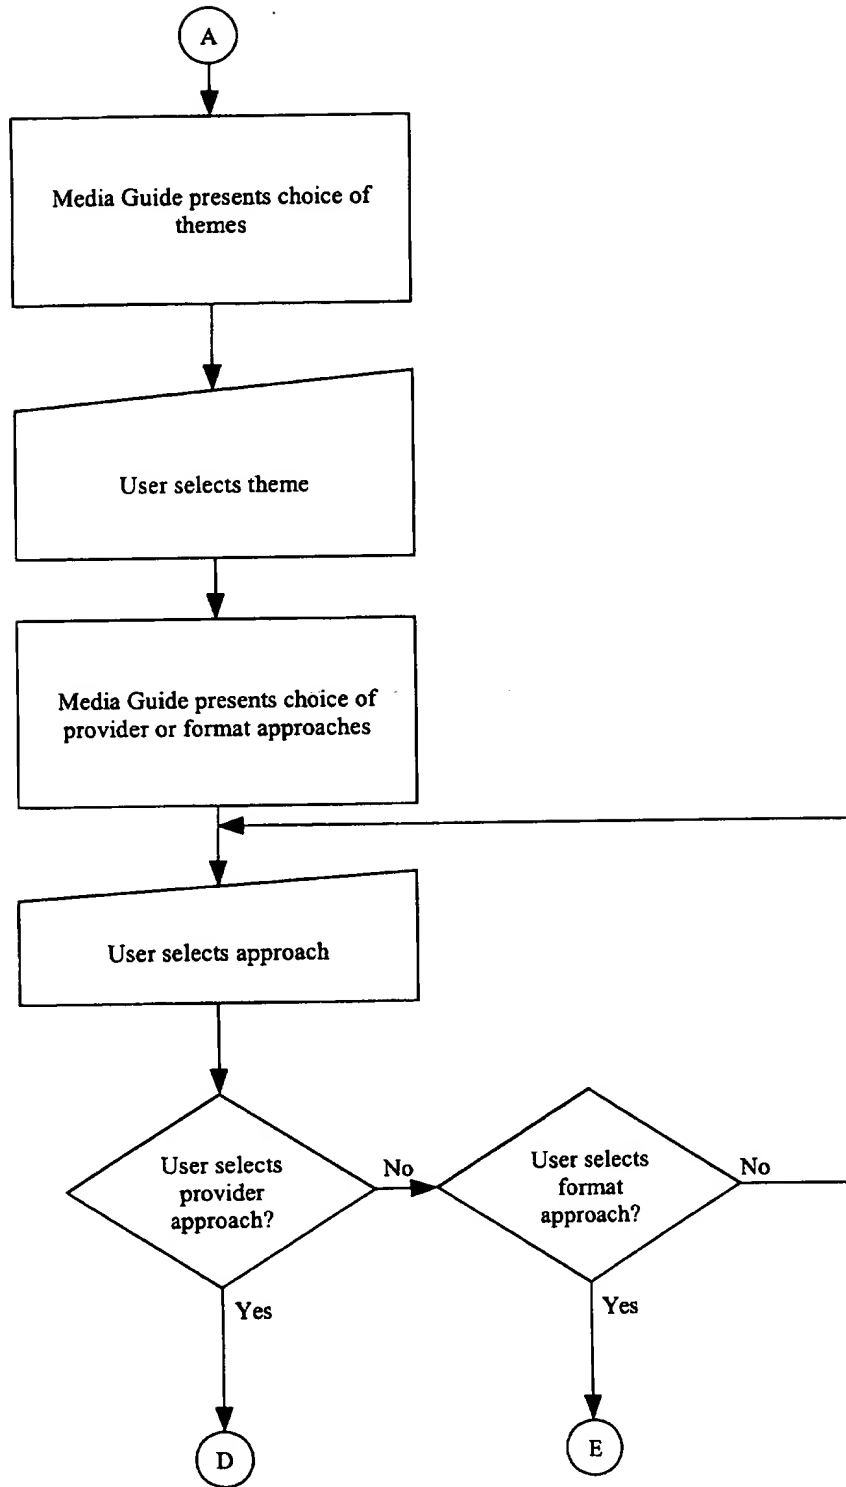 A
Media Guide presents choice of
themes
User selects theme
Media Guide presents choice of
provider or format approaches
User selects approach
User selects
provider
approach?
No
User selects
format
approach?
No
Yes
Yes
D
E